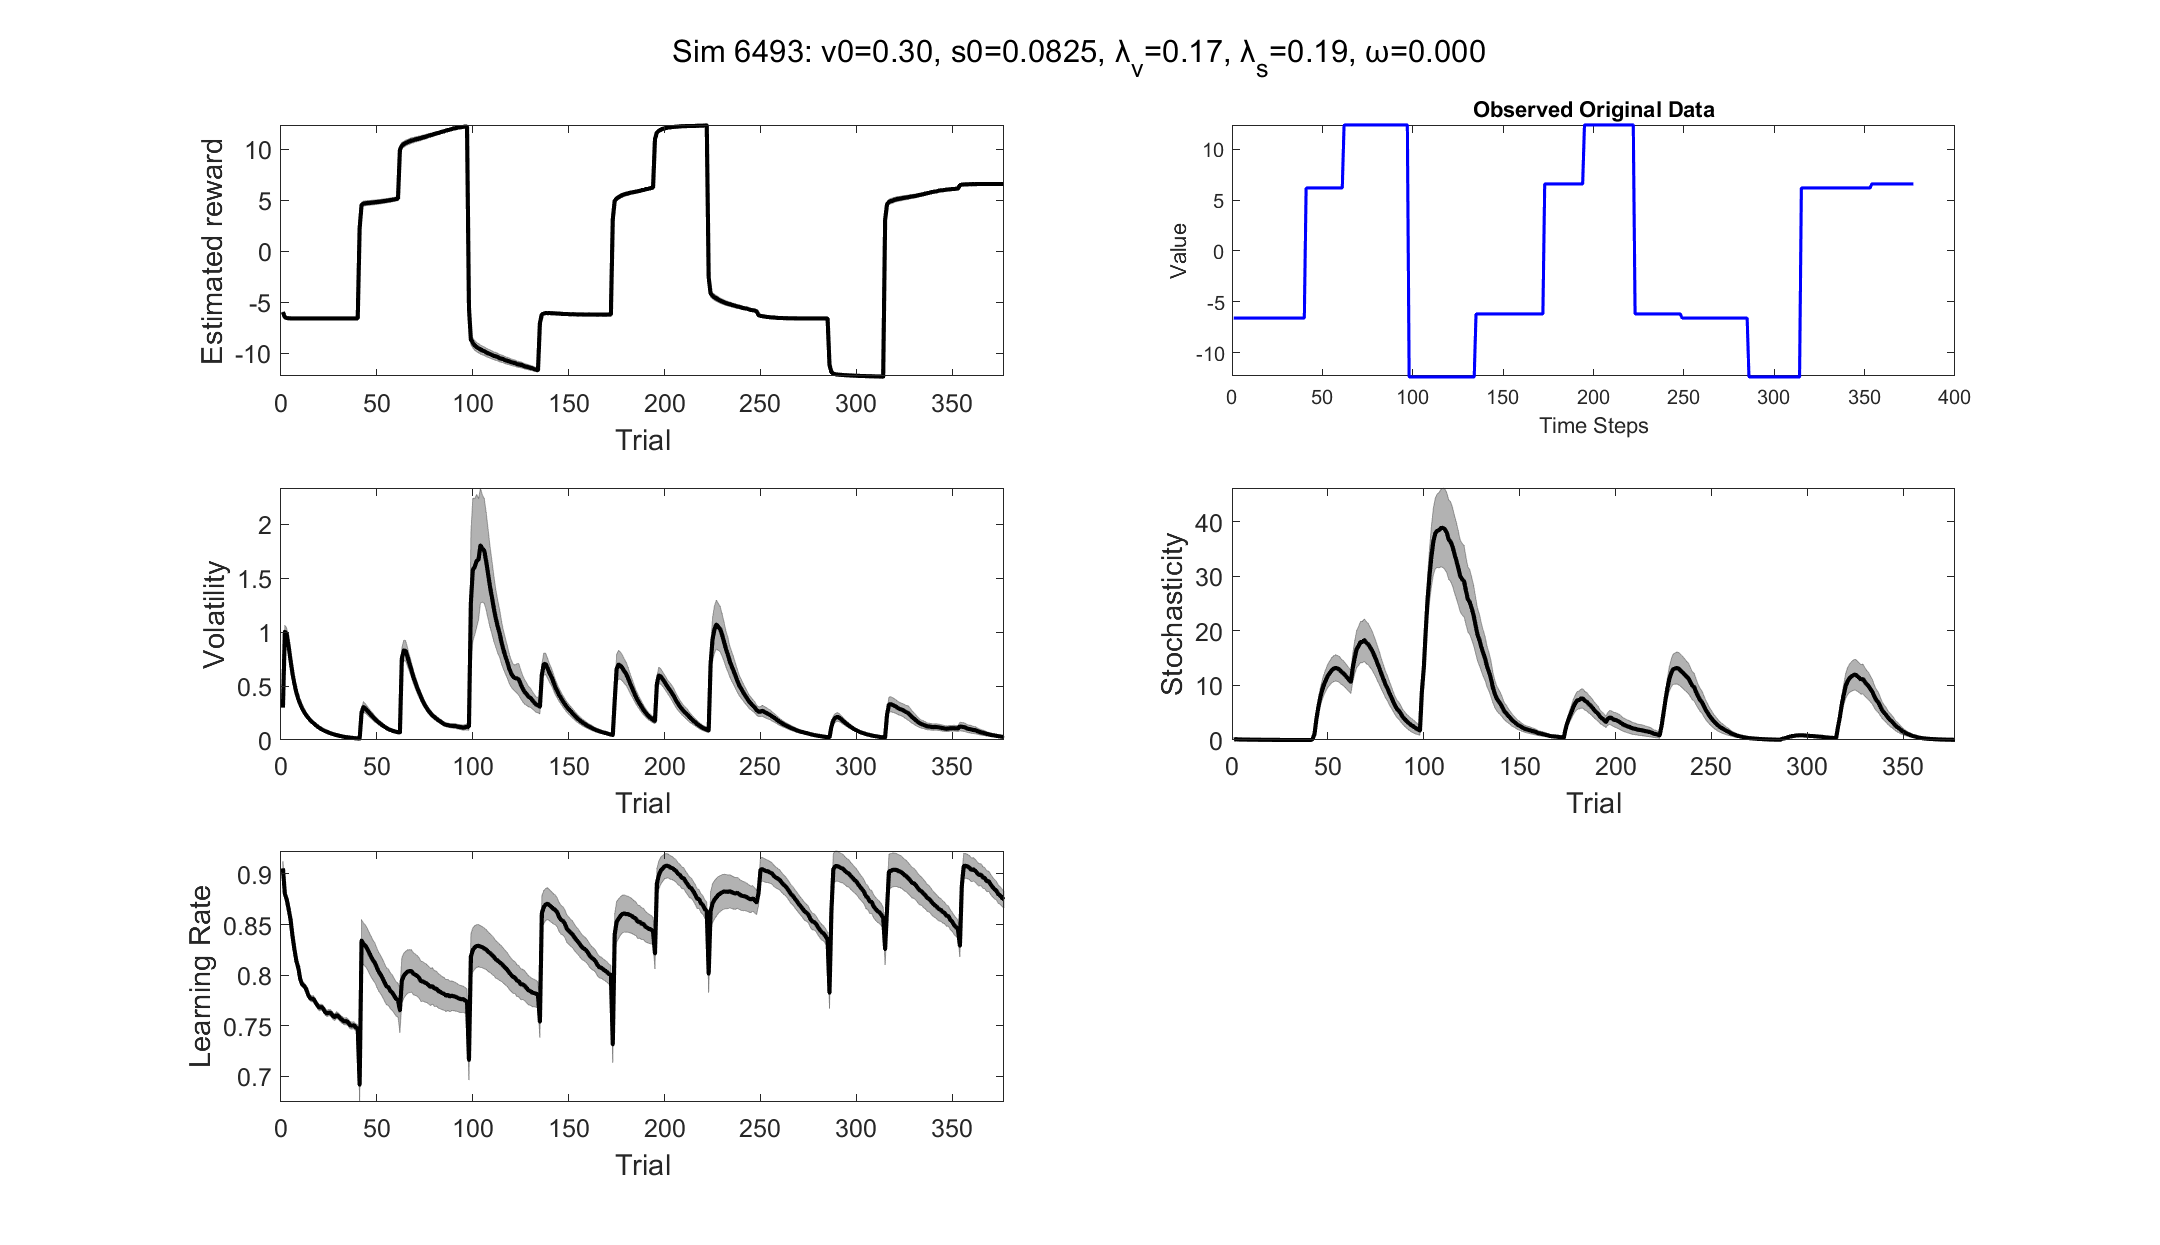 Sim 6493: v0=0.30, s0=0.0825, λ_v=0.17, λ_s=0.19, ω=0.000
Estimated reward
10
5
0
-5
-10
0 50 100 150 200 250 300 350
Trial
Observed Original Data
Value
10
5
0
-5
-10
0 50 100 150 200 250 300 350 400
Time Steps
Volatility
2
1.5
1
0.5
0
0 50 100 150 200 250 300 350
Trial
Stochasticity
40
30
20
10
0
0 50 100 150 200 250 300 350
Trial
Learning Rate
0.9
0.85
0.8
0.75
0.7
0 50 100 150 200 250 300 350
Trial